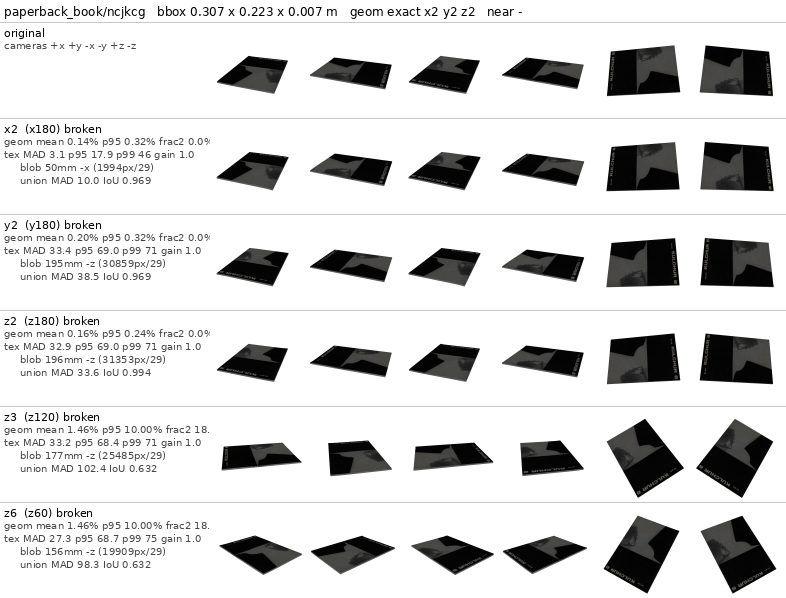 paperback_book/ncjkcg   bbox 0.307 x 0.223 x 0.007 m   geom exact x2 y2 z2   near -
original
cameras +x +y -x -y +z -z
x2  (x180) broken
geom mean 0.14% p95 0.32% frac2 0.0%
tex MAD 3.1 p95 17.9 p99 46 gain 1.0
blob 50mm -x (1994px/29)
union MAD 10.0 IoU 0.969
y2  (y180) broken
geom mean 0.20% p95 0.32% frac2 0.0%
tex MAD 33.4 p95 69.0 p99 71 gain 1.0
blob 195mm -z (30859px/29)
union MAD 38.5 IoU 0.969
z2  (z180) broken
geom mean 0.16% p95 0.24% frac2 0.0%
tex MAD 32.9 p95 69.0 p99 71 gain 1.0
blob 196mm -z (31353px/29)
union MAD 33.6 IoU 0.994
z3  (z120) broken
geom mean 1.46% p95 10.00% frac2 18.
tex MAD 33.2 p95 68.4 p99 71 gain 1.0
blob 177mm -z (25485px/29)
union MAD 102.4 IoU 0.632
z6  (z60) broken
geom mean 1.46% p95 10.00% frac2 18.
tex MAD 27.3 p95 68.7 p99 75 gain 1.0
blob 156mm -z (19909px/29)
union MAD 98.3 IoU 0.632